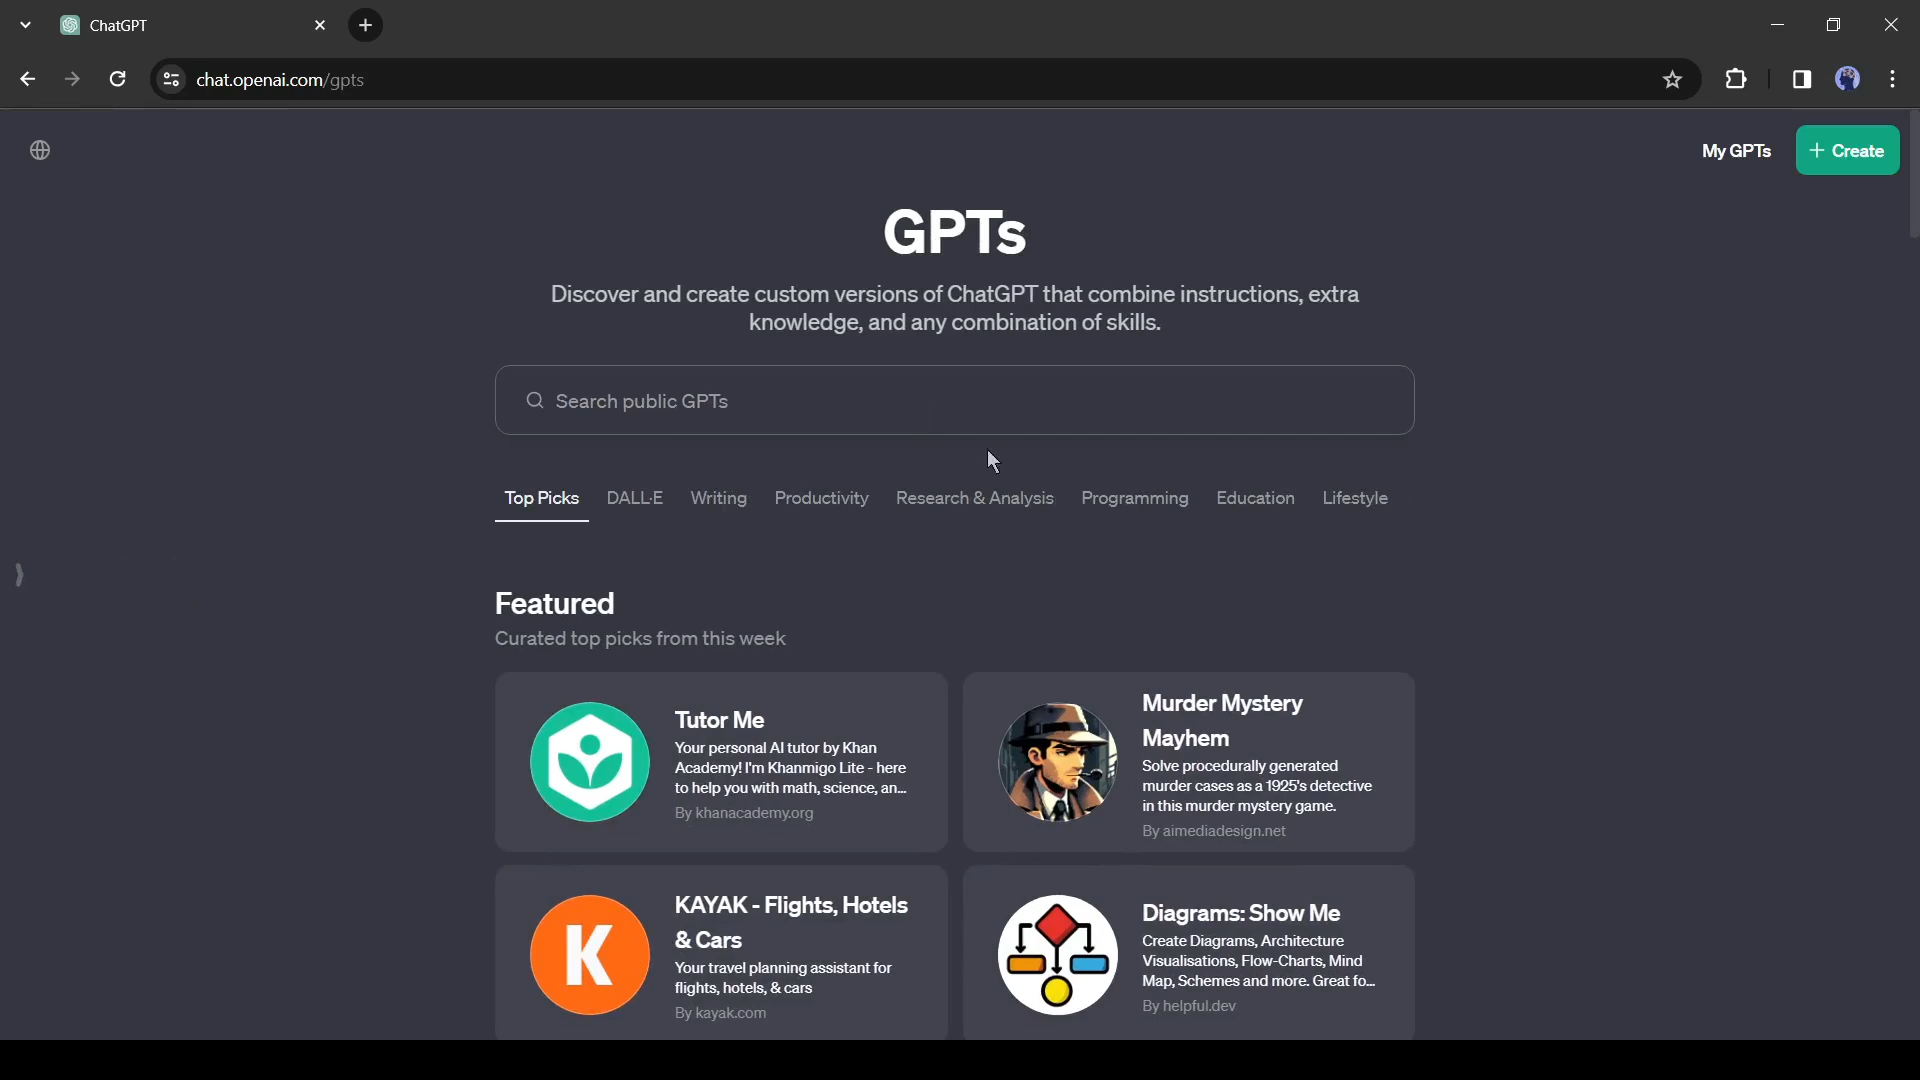 ChatGPT
chat.openai.com/gpts
My GPTs
+ Create
GPTs
Discover and create custom versions of ChatGPT that combine instructions, extra
knowledge, and any combination of skills.
Search public GPTs
Top Picks DALL·E Writing Productivity Research & Analysis Programming Education Lifestyle
Featured
Curated top picks from this week
Tutor Me
Your personal AI tutor by Khan
Academy! I'm Khanmigo Lite - here
to help you with math, science, an...
By khanacademy.org
Murder Mystery
Mayhem
Solve procedurally generated
murder cases as a 1925's detective
in this murder mystery game.
By aimediadesign.net
K
KAYAK - Flights, Hotels
& Cars
Your travel planning assistant for
flights, hotels, & cars
By kayak.com
Diagrams: Show Me
Create Diagrams, Architecture
Visualisations, Flow-Charts, Mind
Map, Schemes and more. Great fo...
By helpful.dev